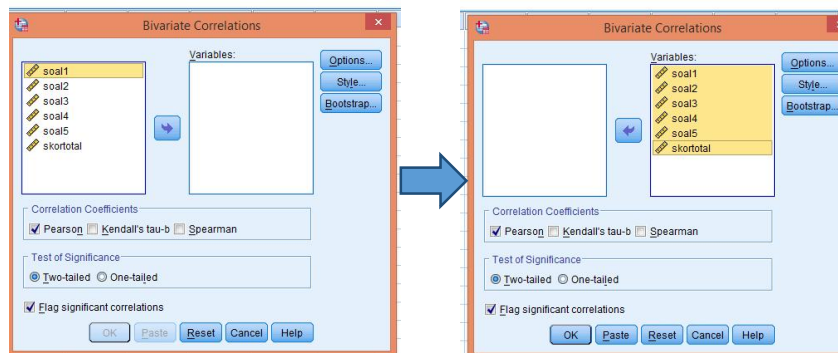 Bivariate Correlations
x
Variables:
soal1
soal2
soal3
soal4
soal5
skortotal
Options...
Style...
Bootstrap...
Correlation Coefficients
Pearson Kendall's tau-b Spearman
Test of Significance
Two-tailed One-tailed
Flag significant correlations
OK Paste Reset Cancel Help
Bivariate Correlations
Variables:
soal1
soal2
soal3
soal4
soal5
skortotal
Options...
Style...
Bootstrap...
Correlation Coefficients
Pearson Kendall's tau-b Spearman
Test of Significance
Two-tailed One-tailed
Flag significant correlations
OK Paste Reset Cancel Help